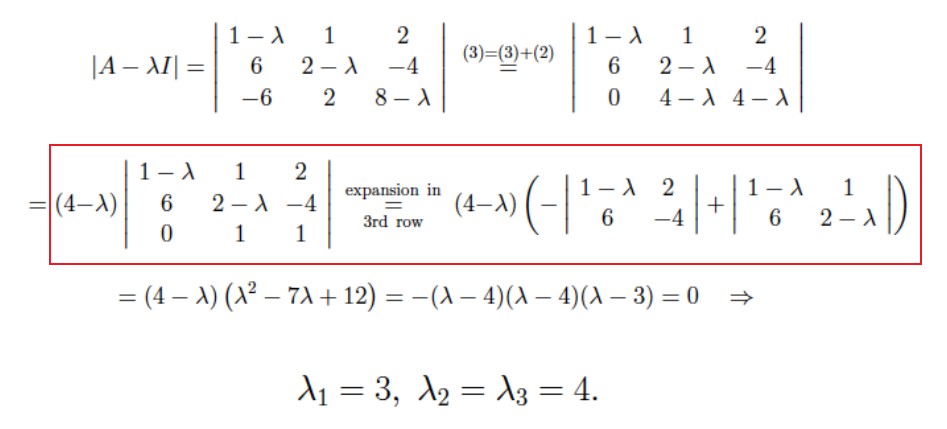 |A − λI| = | 1 − λ 1 2 ; 6 2 − λ −4 ; −6 2 8 − λ | (3)=(3)+(2) = | 1 − λ 1 2 ; 6 2 − λ −4 ; 0 4 − λ 4 − λ |
= (4−λ) | 1 − λ 1 2 ; 6 2 − λ −4 ; 0 1 1 | expansion in = 3rd row (4−λ) ( − | 1 − λ 2 ; 6 −4 | + | 1 − λ 1 ; 6 2 − λ | )
= (4 − λ) (λ² − 7λ + 12) = −(λ − 4)(λ − 4)(λ − 3) = 0 ⇒
λ₁ = 3, λ₂ = λ₃ = 4.